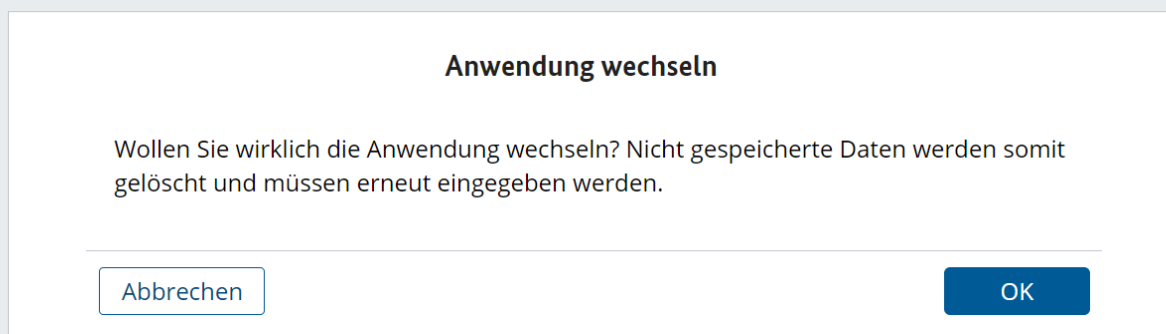 Anwendung wechseln
Wollen Sie wirklich die Anwendung wechseln? Nicht gespeicherte Daten werden somit
gelöscht und müssen erneut eingegeben werden.
Abbrechen
OK